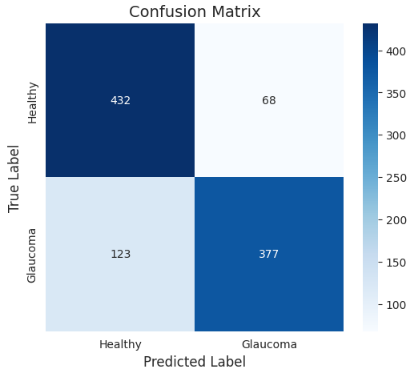 Confusion Matrix
True Label
Healthy
432
68
Glaucoma
123
377
Healthy
Glaucoma
Predicted Label
400
350
300
250
200
150
100